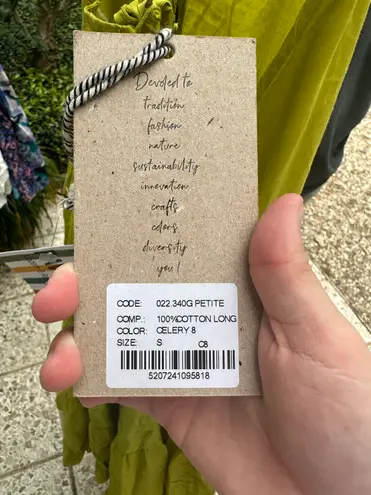 Devoted to
tradition
fashion
nature
sustainability
innovation
crafts
colors
diversity
you!
CODE: 022.340G PETITE
COMP.: 100%COTTON LONG
COLOR: CELERY 8
SIZE: S C8
5207241095818